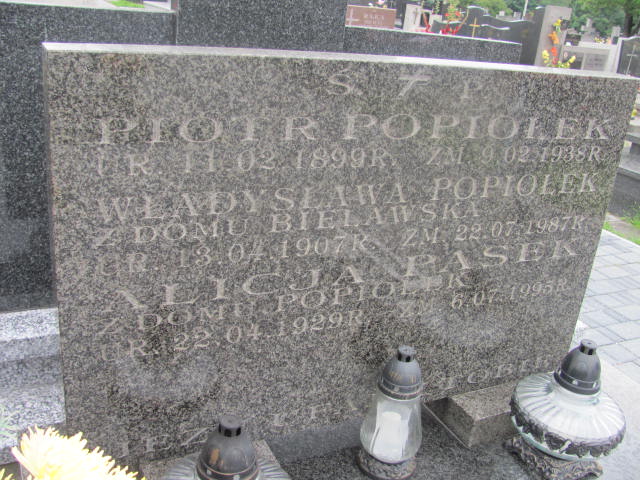 Ś. † P.
PIOTR POPIOŁEK
UR. 11.02.1899R. ZM. 9.02.1938R.
WŁADYSŁAWA POPIOŁEK
Z DOMU BIELAWSKA
UR. 13.04.1907R. ZM. 22.07.1987R.
ALICJA PASEK
Z DOMU POPIOŁEK
UR. 22.04.1929R. ZM. 6.07.1995R.